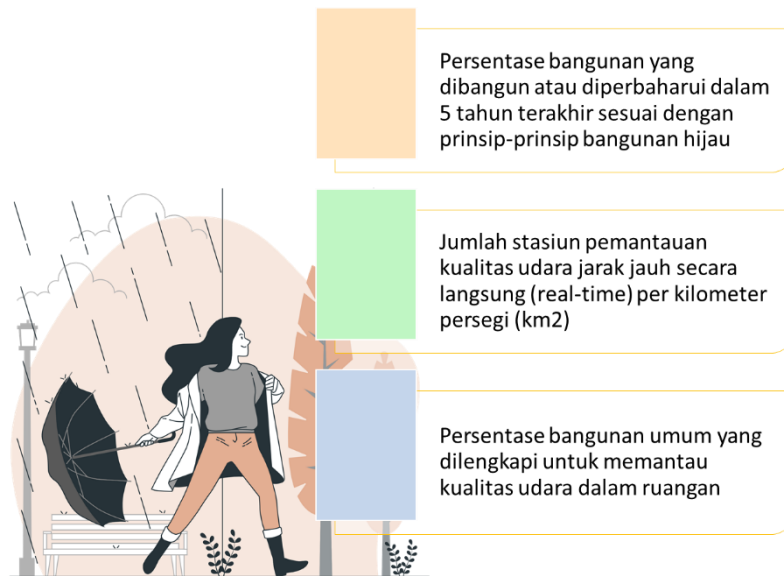 Persentase bangunan yang
dibangun atau diperbaharui dalam
5 tahun terakhir sesuai dengan
prinsip-prinsip bangunan hijau
Jumlah stasiun pemantauan
kualitas udara jarak jauh secara
langsung (real-time) per kilometer
persegi (km2)
Persentase bangunan umum yang
dilengkapi untuk memantau
kualitas udara dalam ruangan